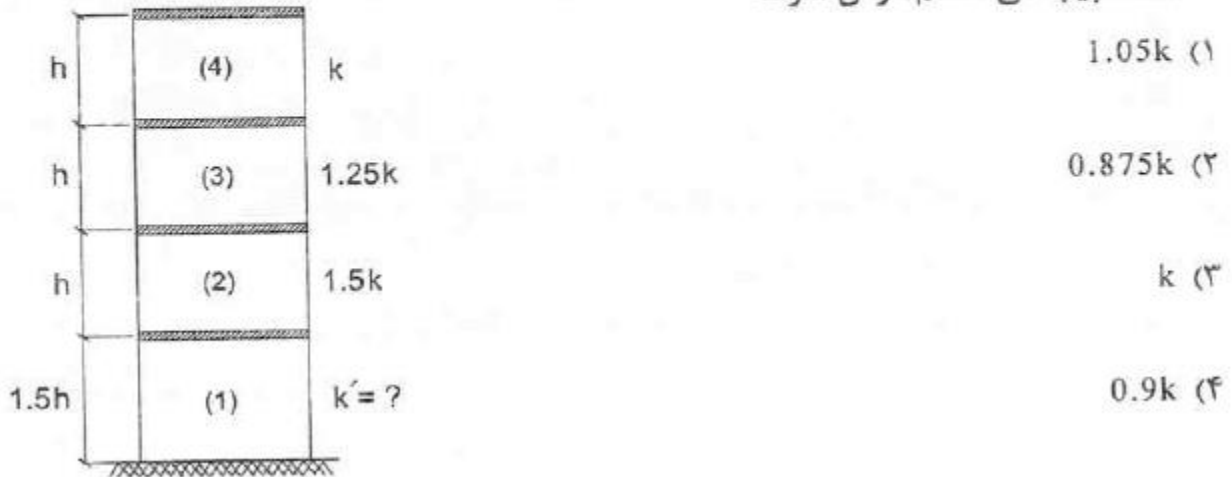 h (4) k
1.05k (۱
h (3) 1.25k
0.875k (۲
h (2) 1.5k
k (۳
1.5h (1) k′= ?
0.9k (۴